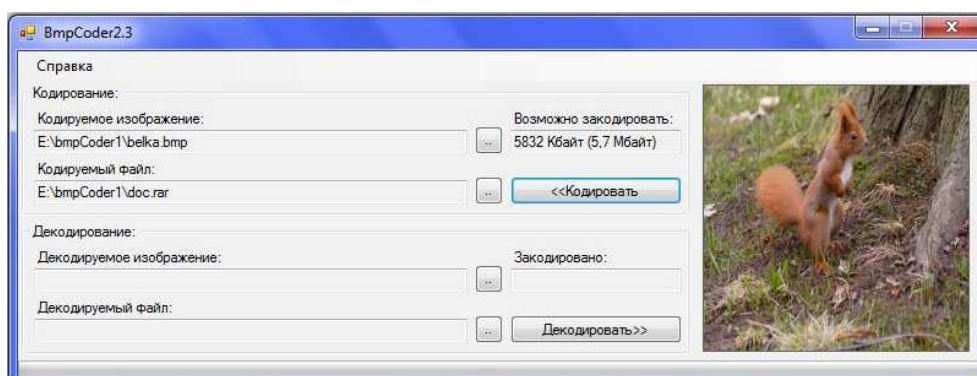 BmpCoder2.3
Справка
Кодирование:
Кодируемое изображение:
Возможно закодировать:
E:\bmpCoder1\belka.bmp
..
5832 Кбайт (5,7 Мбайт)
Кодируемый файл:
E:\bmpCoder1\doc.rar
..
<<Кодировать
Декодирование:
Декодируемое изображение:
Закодировано:
..
Декодируемый файл:
..
Декодировать>>